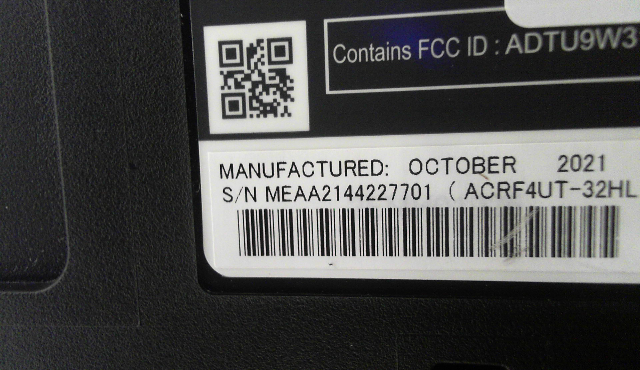 Contains FCC ID : ADTU9W3
MANUFACTURED: OCTOBER 2021
S/N MEAA2144227701 ( ACRF4UT-32HL